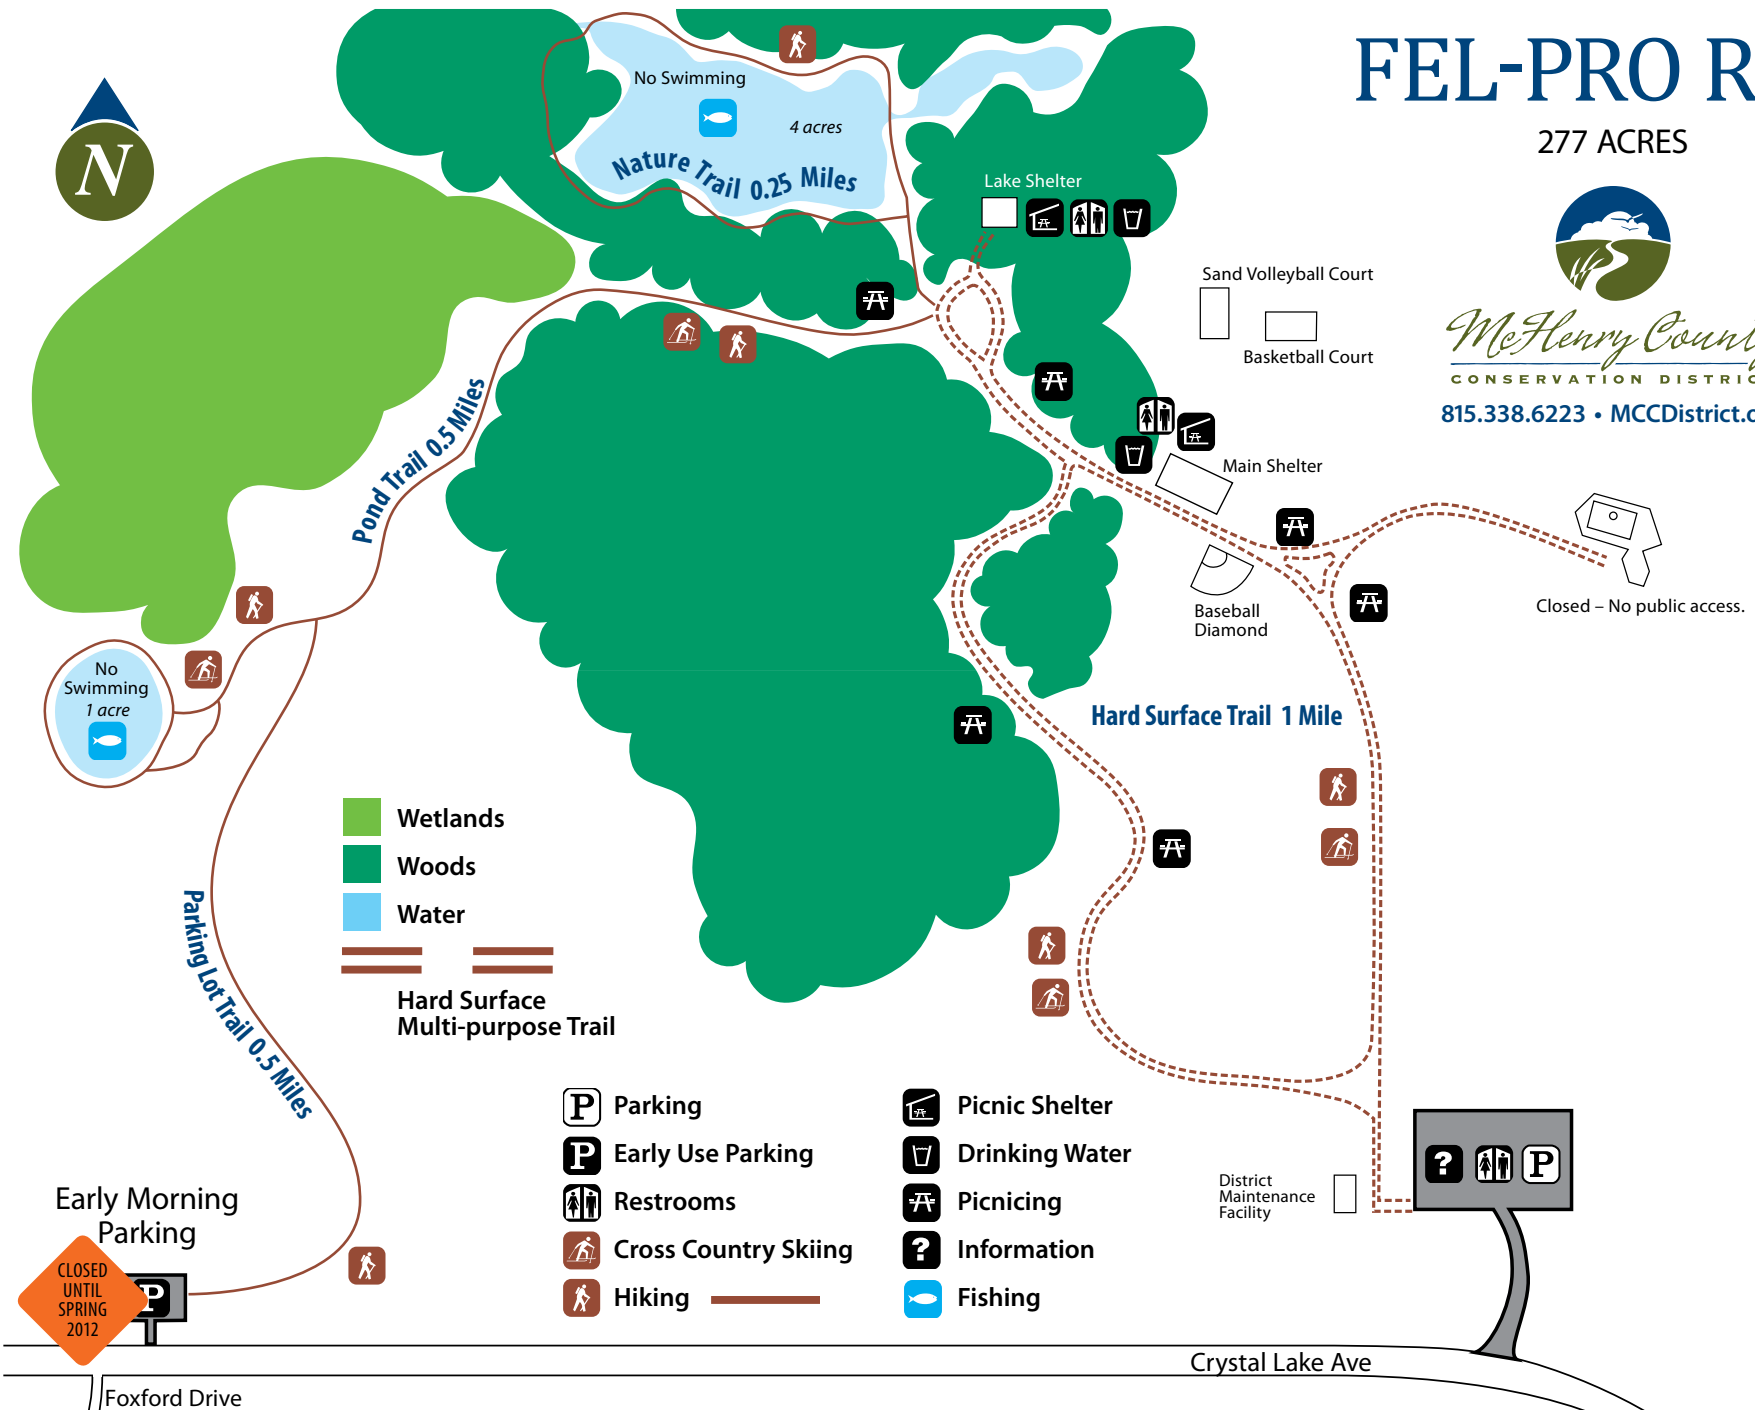 FEL-PRO R
277 ACRES
McHenry County
CONSERVATION DISTRIC
815.338.6223 • MCCDistrict.o
N
No Swimming
4 acres
Nature Trail 0.25 Miles
Lake Shelter
Sand Volleyball Court
Basketball Court
Main Shelter
Pond Trail 0.5 Miles
Baseball
Diamond
Closed – No public access.
No
Swimming
1 acre
Hard Surface Trail 1 Mile
Wetlands
Woods
Water
Hard Surface
Multi-purpose Trail
Parking Lot Trail 0.5 Miles
P Parking
P Early Use Parking
Restrooms
Cross Country Skiing
Hiking
Picnic Shelter
Drinking Water
Picnicing
? Information
Fishing
District
Maintenance
Facility
? P
Early Morning
Parking
CLOSED
UNTIL
SPRING
2012
P
Crystal Lake Ave
Foxford Drive